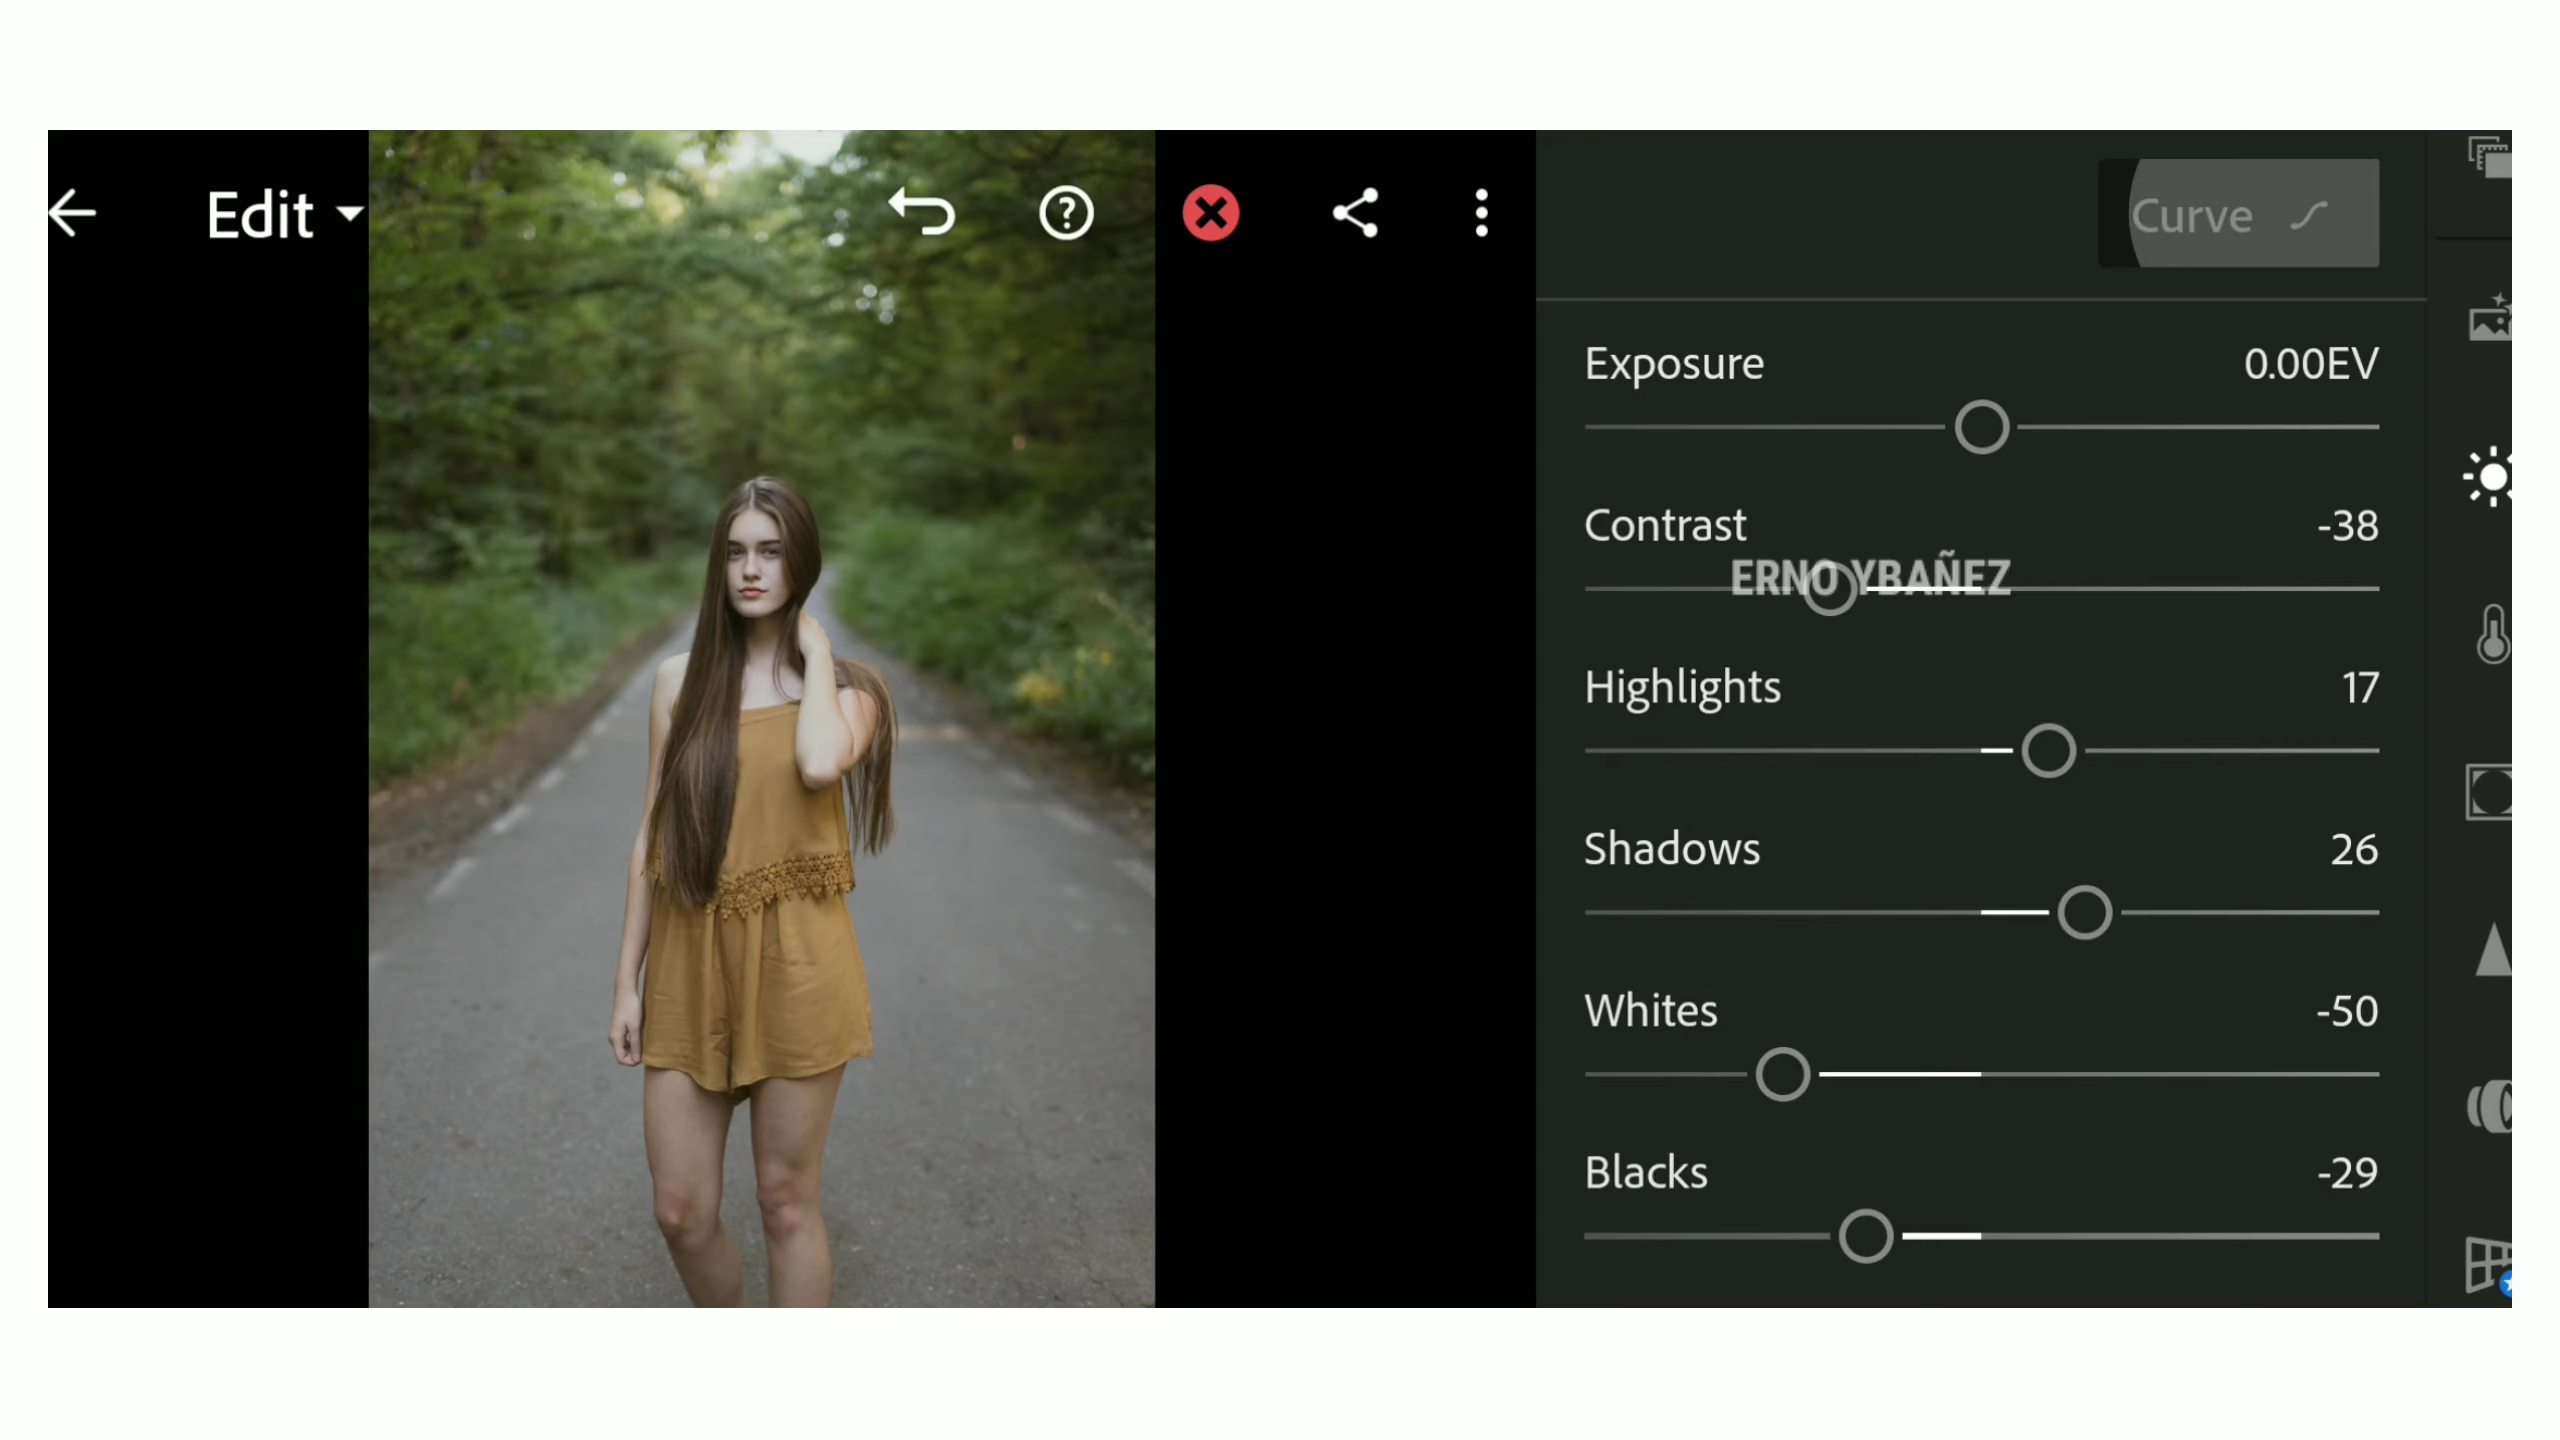 Edit
Curve
Exposure 0.00EV
Contrast -38
ERNO YBAÑEZ
Highlights 17
Shadows 26
Whites -50
Blacks -29